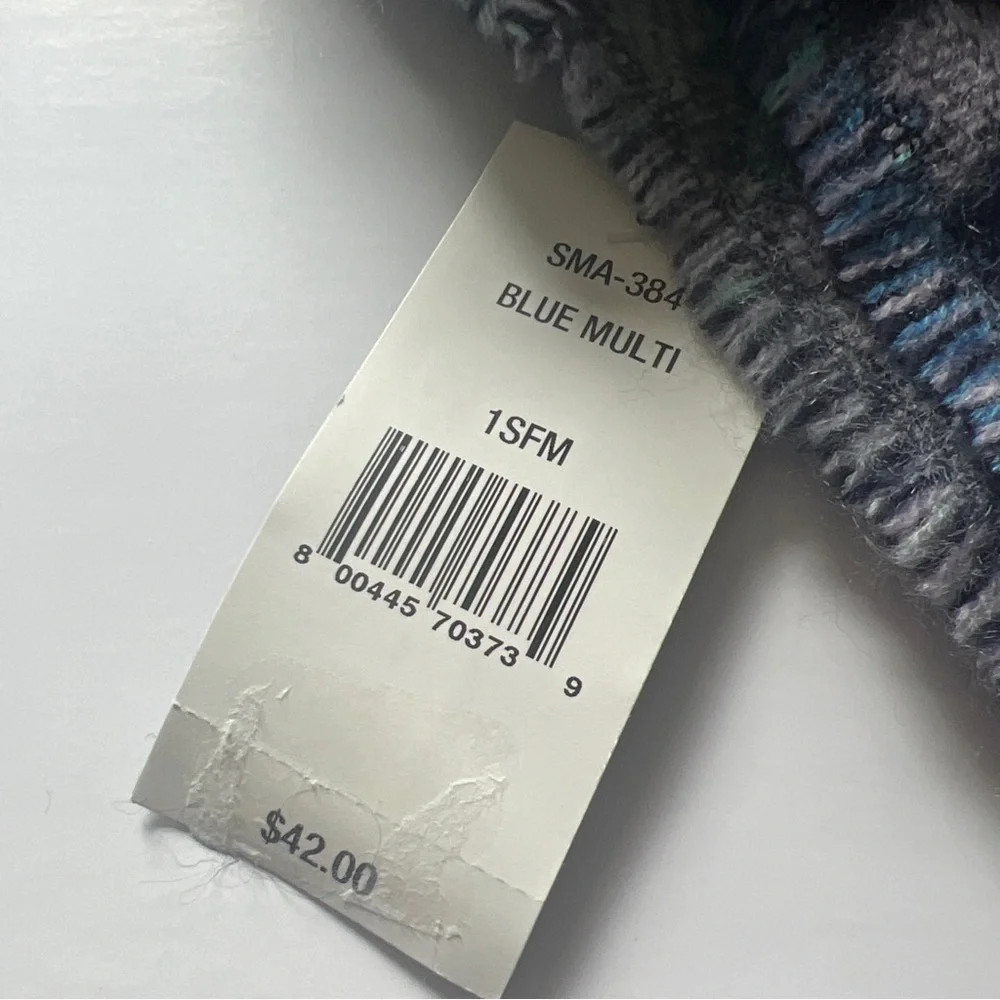 SMA-384
BLUE MULTI
1SFM
8 00445 70373 9
$42.00